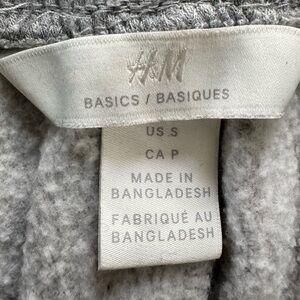 H&M
BASICS / BASIQUES
US S
CA P
MADE IN
BANGLADESH
FABRIQUÉ AU
BANGLADESH